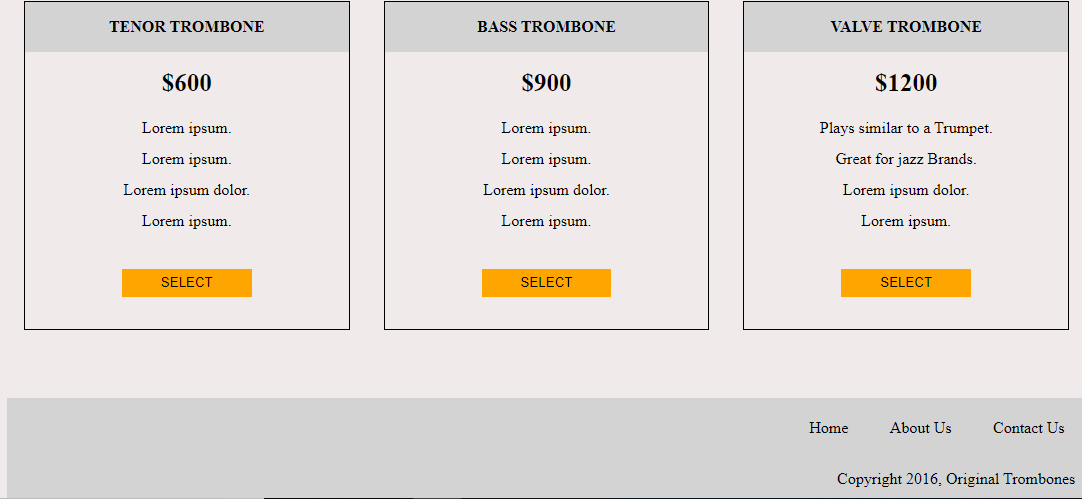 TENOR TROMBONE
$600
Lorem ipsum.
Lorem ipsum.
Lorem ipsum dolor.
Lorem ipsum.
SELECT
BASS TROMBONE
$900
Lorem ipsum.
Lorem ipsum.
Lorem ipsum dolor.
Lorem ipsum.
SELECT
VALVE TROMBONE
$1200
Plays similar to a Trumpet.
Great for jazz Brands.
Lorem ipsum dolor.
Lorem ipsum.
SELECT
Home About Us Contact Us
Copyright 2016, Original Trombones